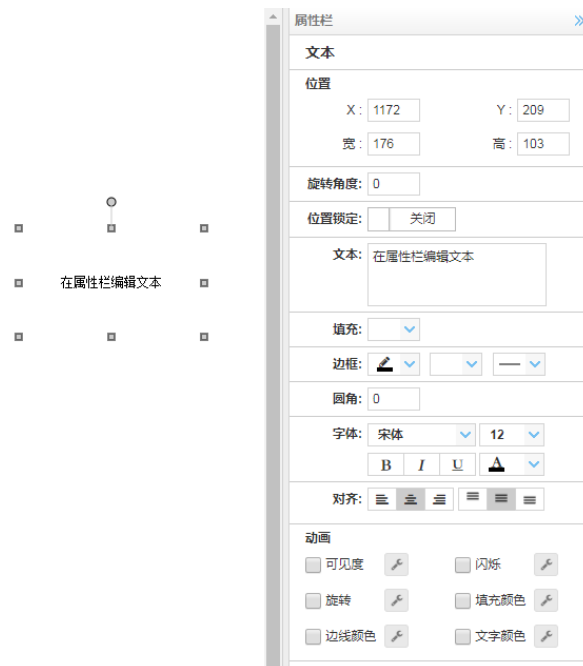 属性栏
文本
位置
X : 1172 Y : 209
宽 : 176 高 : 103
旋转角度: 0
位置锁定: 关闭
在属性栏编辑文本
文本: 在属性栏编辑文本
填充:
边框:
圆角: 0
字体: 宋体 12
B I U A
对齐:
动画
可见度 闪烁
旋转 填充颜色
边线颜色 文字颜色